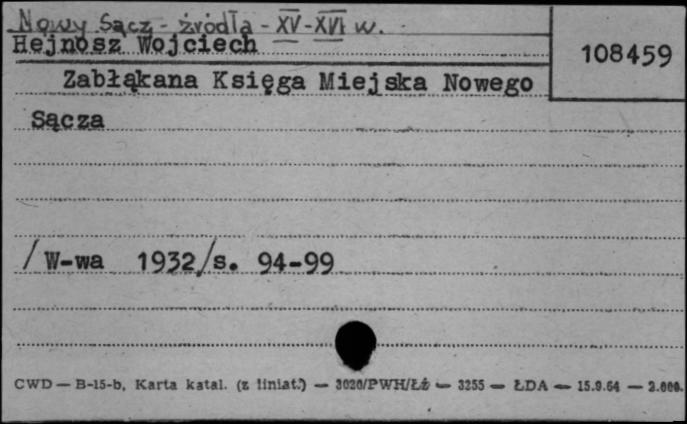 Nowy Sącz - źródła - XV-XVI w.
Hejnosz Wojciech
108459
Zabłąkana Księga Miejska Nowego
Sącza
/W-wa 1932/s. 94-99
CWD — B-15-b, Karta katal. (z liniat.) — 3020/PWH/Łż — 3255 — ŁDA — 15.9.64 — 2.000.